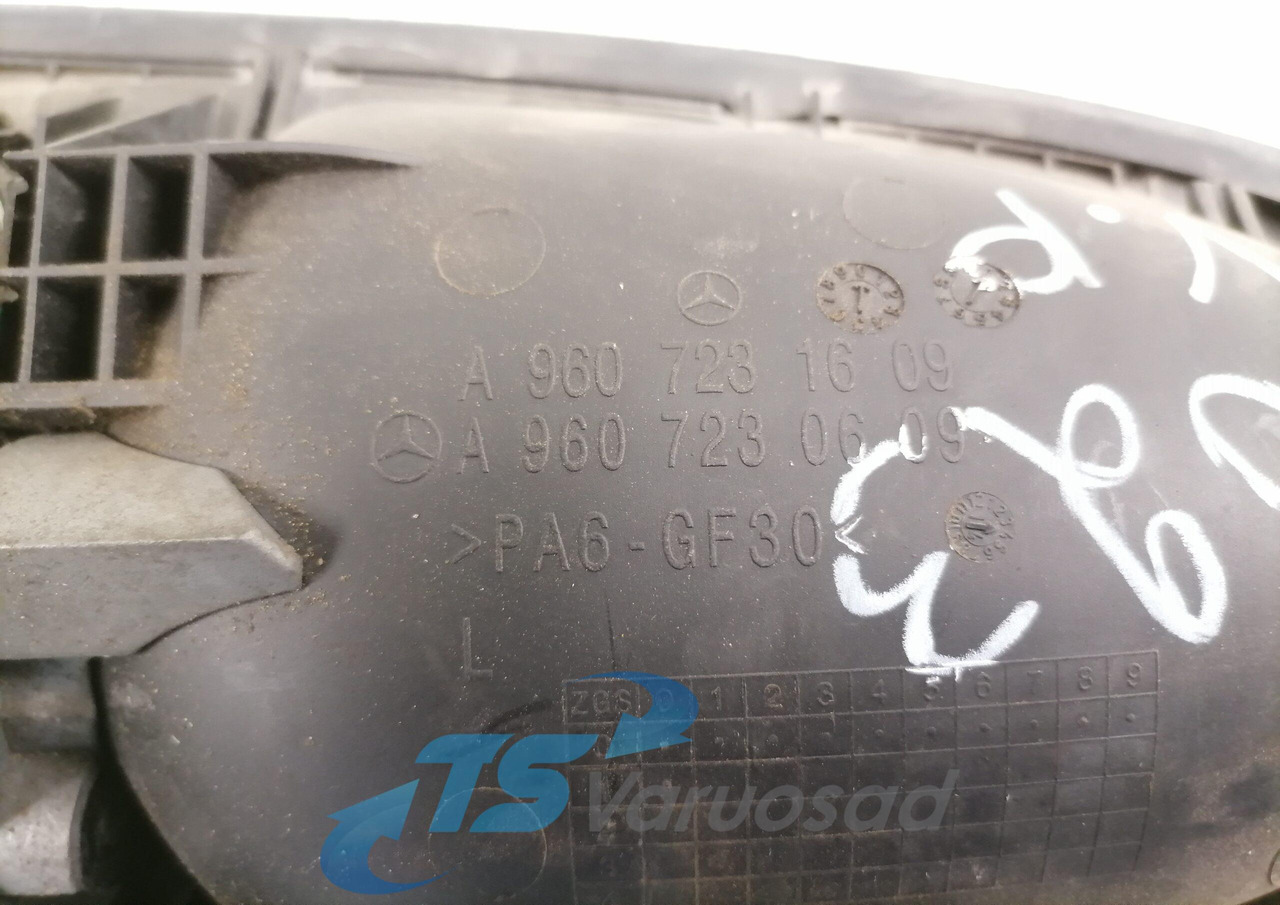 A 960 723 16 09
A 960 723 06 09
>PA6-GF30<
L
zgs 0 1 2 3 4 5 6 7 8 9
TS Varuosad